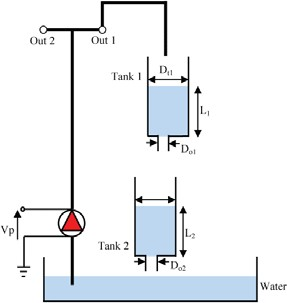 Out 2
Out 1
Tank 1
Dt1
L1
Do1
Vp
Tank 2
L2
Do2
Water